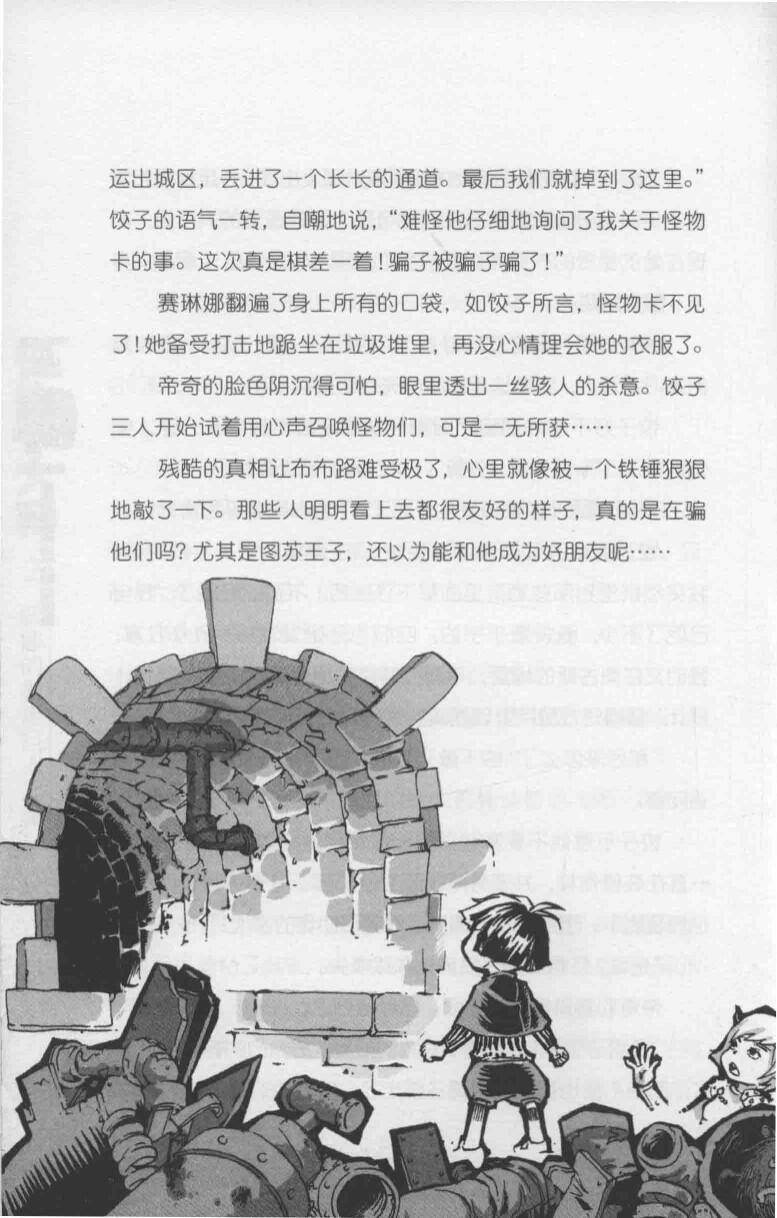 运出城区，丢进了一个长长的通道。最后我们就掉到了这里。”
饺子的语气一转，自嘲地说，“难怪他仔细地询问了我关于怪物
卡的事。这次真是棋差一着！骗子被骗子骗了！”
赛琳娜翻遍了身上所有的口袋，如饺子所言，怪物卡不见
了！她备受打击地跪坐在垃圾堆里，再没心情理会她的衣服了。
帝奇的脸色阴沉得可怕，眼里透出一丝骇人的杀意。饺子
三人开始试着用心声召唤怪物们，可是一无所获……
残酷的真相让布布路难受极了，心里就像被一个铁锤狠狠
地敲了一下。那些人明明看上去都很友好的样子，真的是在骗
他们吗？尤其是图苏王子，还以为能和他成为好朋友呢……